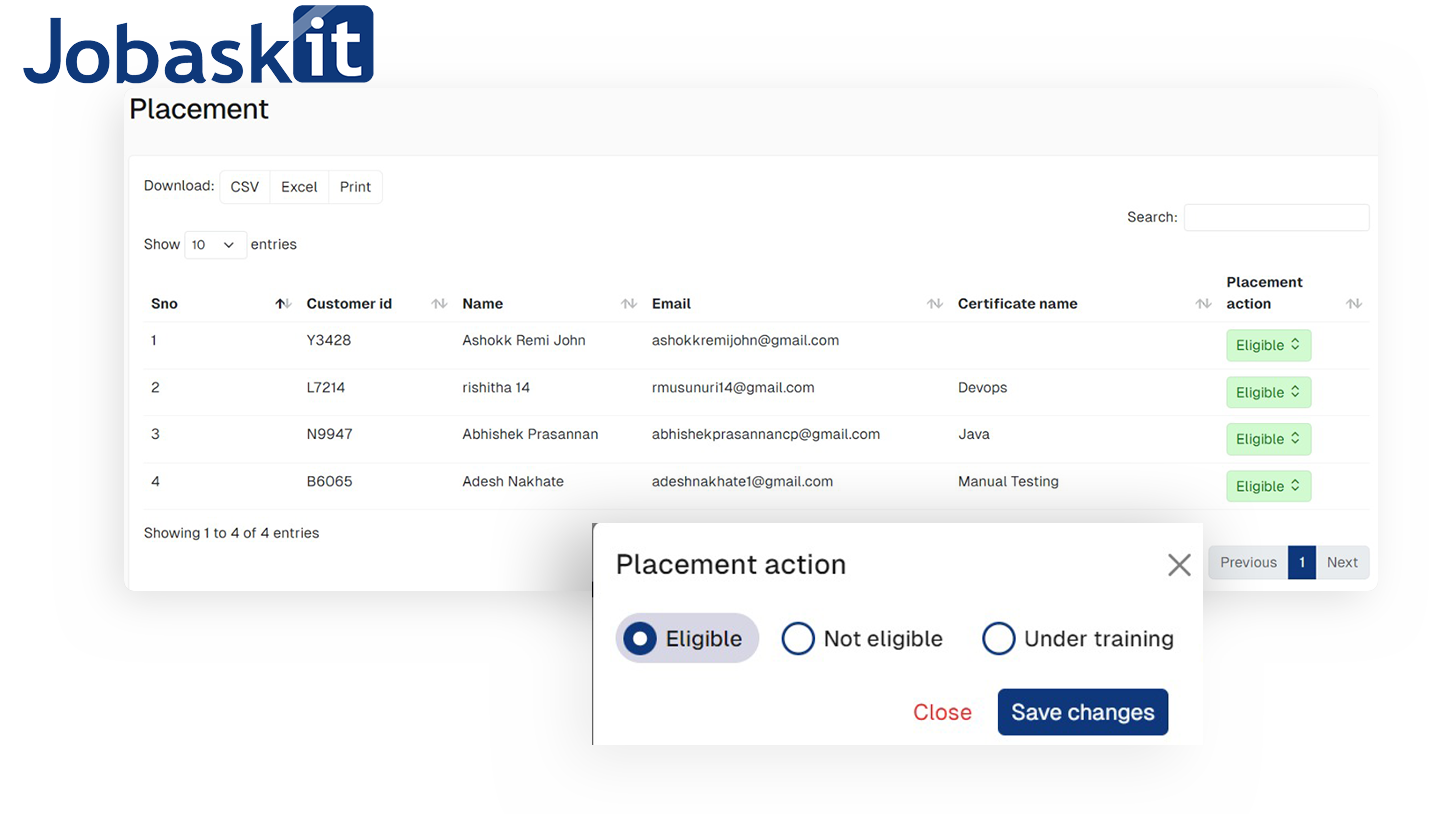 Jobaskit
Placement
Download: CSV Excel Print
Search:
Show 10 entries
Sno Customer id Name Email Certificate name Placement action
1 Y3428 Ashokk Remi John ashokkremijohn@gmail.com Eligible
2 L7214 rishitha 14 rmusunuri14@gmail.com Devops Eligible
3 N9947 Abhishek Prasannan abhishekprasannancp@gmail.com Java Eligible
4 B6065 Adesh Nakhate adeshnakhate1@gmail.com Manual Testing Eligible
Showing 1 to 4 of 4 entries
Previous 1 Next
Placement action
Eligible Not eligible Under training
Close Save changes